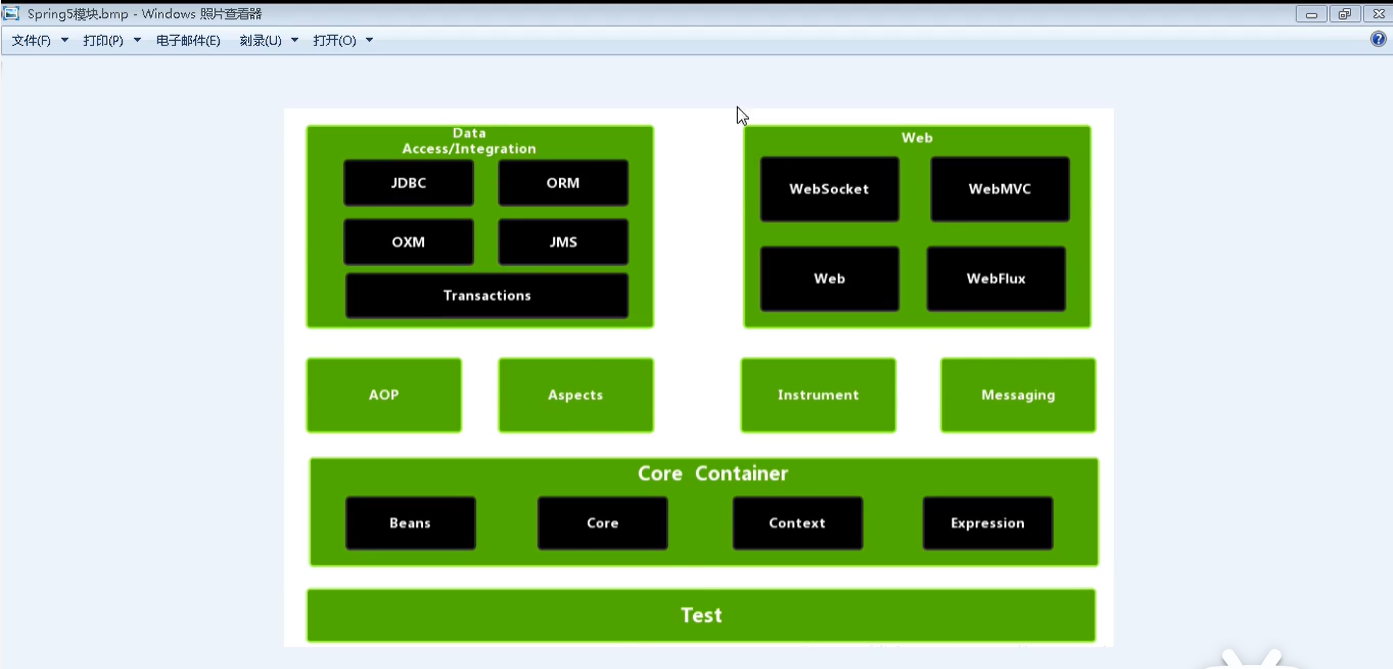 Spring5模块.bmp - Windows 照片查看器
文件(F) 打印(P) 电子邮件(E) 刻录(U) 打开(O)
Data
Access/Integration
JDBC ORM
OXM JMS
Transactions
Web
WebSocket WebMVC
Web WebFlux
AOP Aspects Instrument Messaging
Core Container
Beans Core Context Expression
Test